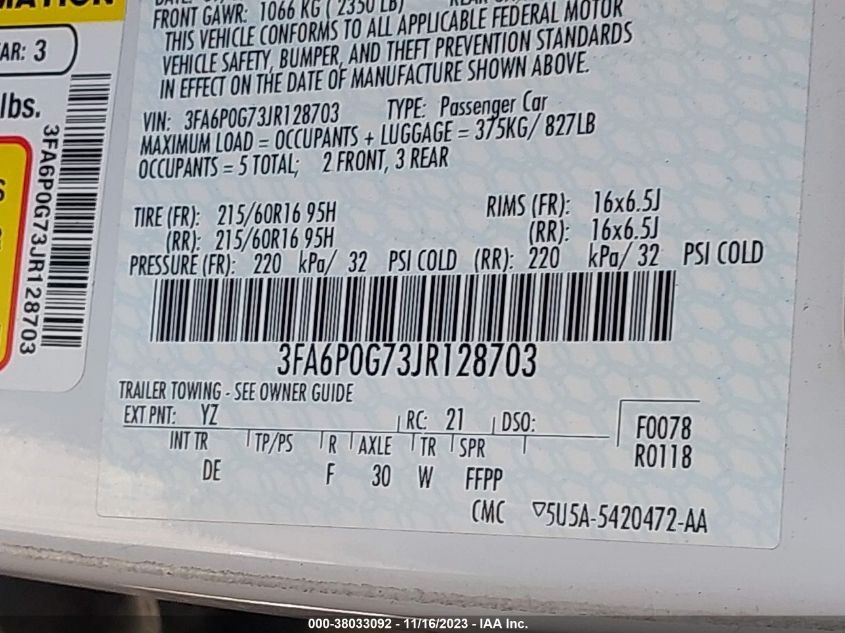 MATION
AR: 3
lbs.
3FA6P0G73JR128703
FRONT GAWR: 1066 KG ( 2350 LB)
THIS VEHICLE CONFORMS TO ALL APPLICABLE FEDERAL MOTOR
VEHICLE SAFETY, BUMPER, AND THEFT PREVENTION STANDARDS
IN EFFECT ON THE DATE OF MANUFACTURE SHOWN ABOVE.
VIN: 3FA6P0G73JR128703 TYPE: Passenger Car
MAXIMUM LOAD = OCCUPANTS + LUGGAGE = 375KG/ 827LB
OCCUPANTS = 5 TOTAL; 2 FRONT, 3 REAR
TIRE (FR): 215/60R16 95H RIMS (FR): 16x6.5J
(RR): 215/60R16 95H (RR): 16x6.5J
PRESSURE (FR): 220 kPa/ 32 PSI COLD (RR): 220 kPa/ 32 PSI COLD
3FA6P0G73JR128703
TRAILER TOWING - SEE OWNER GUIDE
EXT PNT: YZ RC: 21 DSO:
F0078
R0118
INT TR TP/PS R AXLE TR SPR
DE F 30 W FFPP
CMC ▽5U5A-5420472-AA
000-38033092 - 11/16/2023 - IAA Inc.